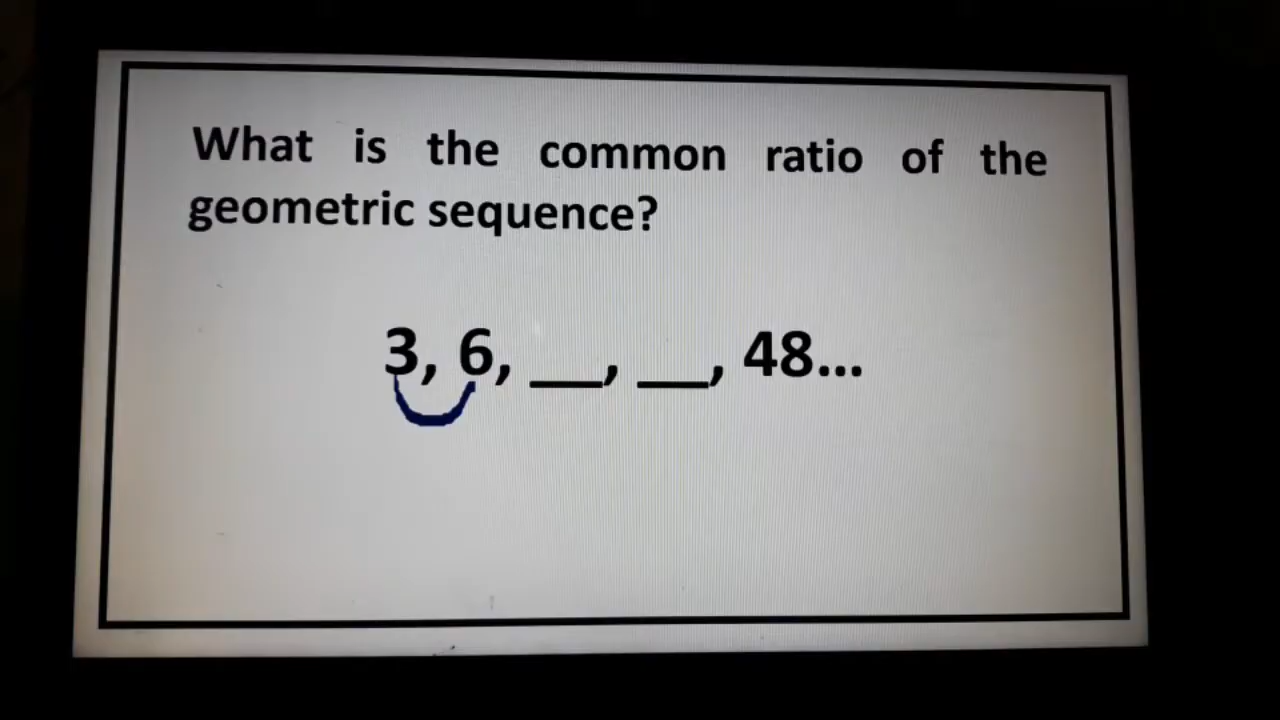 What is the common ratio of the
geometric sequence?
3, 6, __, __, 48...